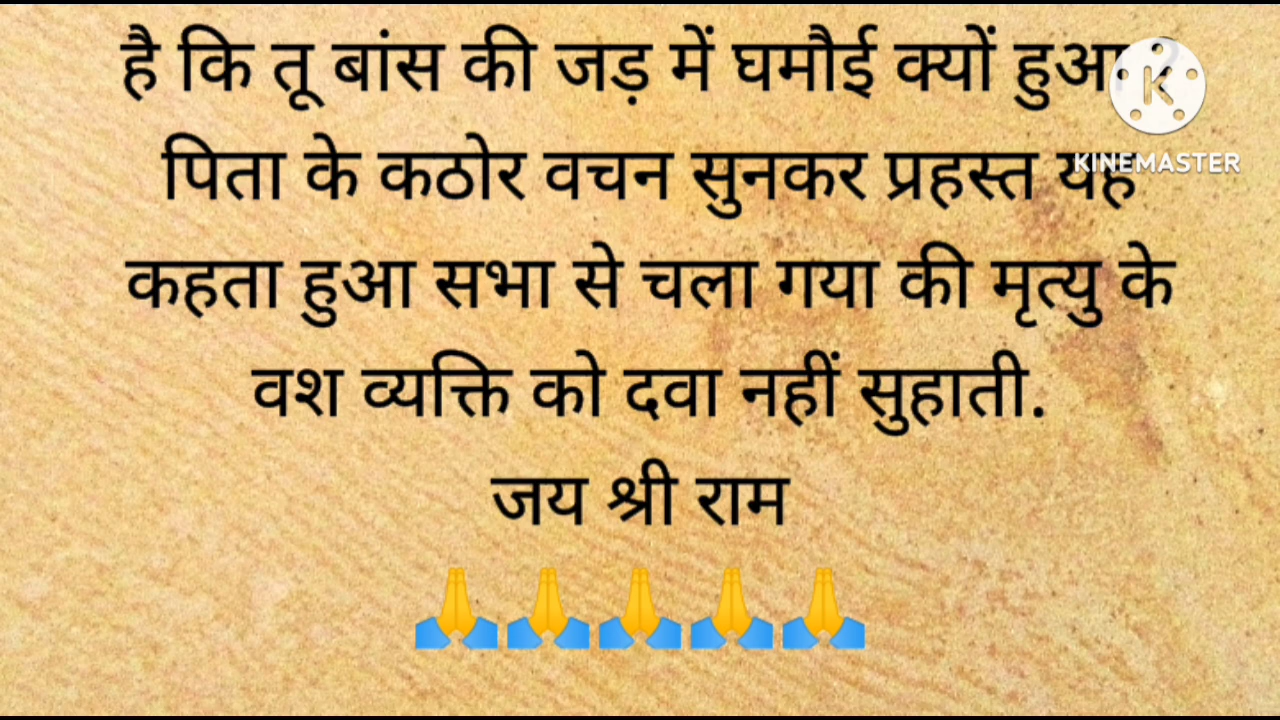 है कि तू बांस की जड़ में घमौई क्यों हुआ ?
पिता के कठोर वचन सुनकर प्रहस्त यह
कहता हुआ सभा से चला गया की मृत्यु के
वश व्यक्ति को दवा नहीं सुहाती.
जय श्री राम
🙏🙏🙏🙏🙏
K
KINEMASTER